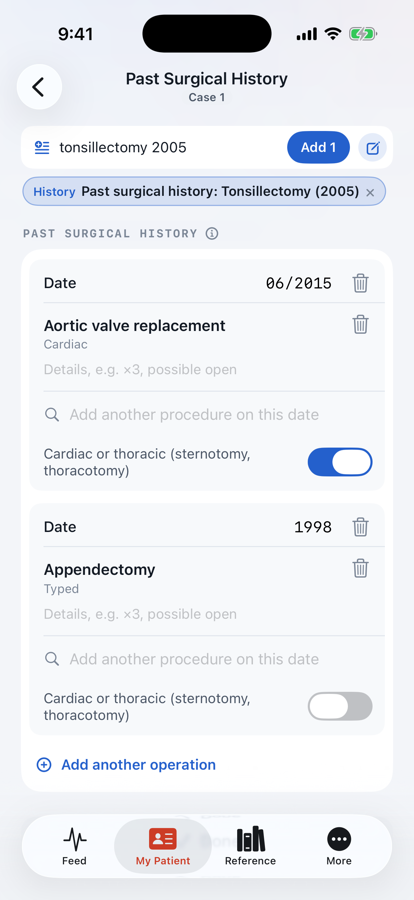 9:41
Past Surgical History
Case 1
tonsillectomy 2005
Add 1
History Past surgical history: Tonsillectomy (2005) ×
PAST SURGICAL HISTORY
Date 06/2015
Aortic valve replacement
Cardiac
Details, e.g. ×3, possible open
Add another procedure on this date
Cardiac or thoracic (sternotomy,
thoracotomy)
Date 1998
Appendectomy
Typed
Details, e.g. ×3, possible open
Add another procedure on this date
Cardiac or thoracic (sternotomy,
thoracotomy)
Add another operation
Feed
My Patient
Reference
More